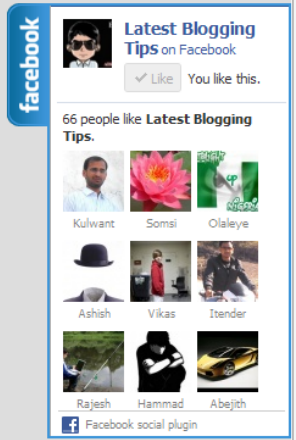 facebook
Latest Blogging
Tips on Facebook
Like You like this.
66 people like Latest Blogging
Tips.
UP
Kulwant Somsi Olaleye
Ashish Vikas Itender
Rajesh Hammad Abejith
Facebook social plugin